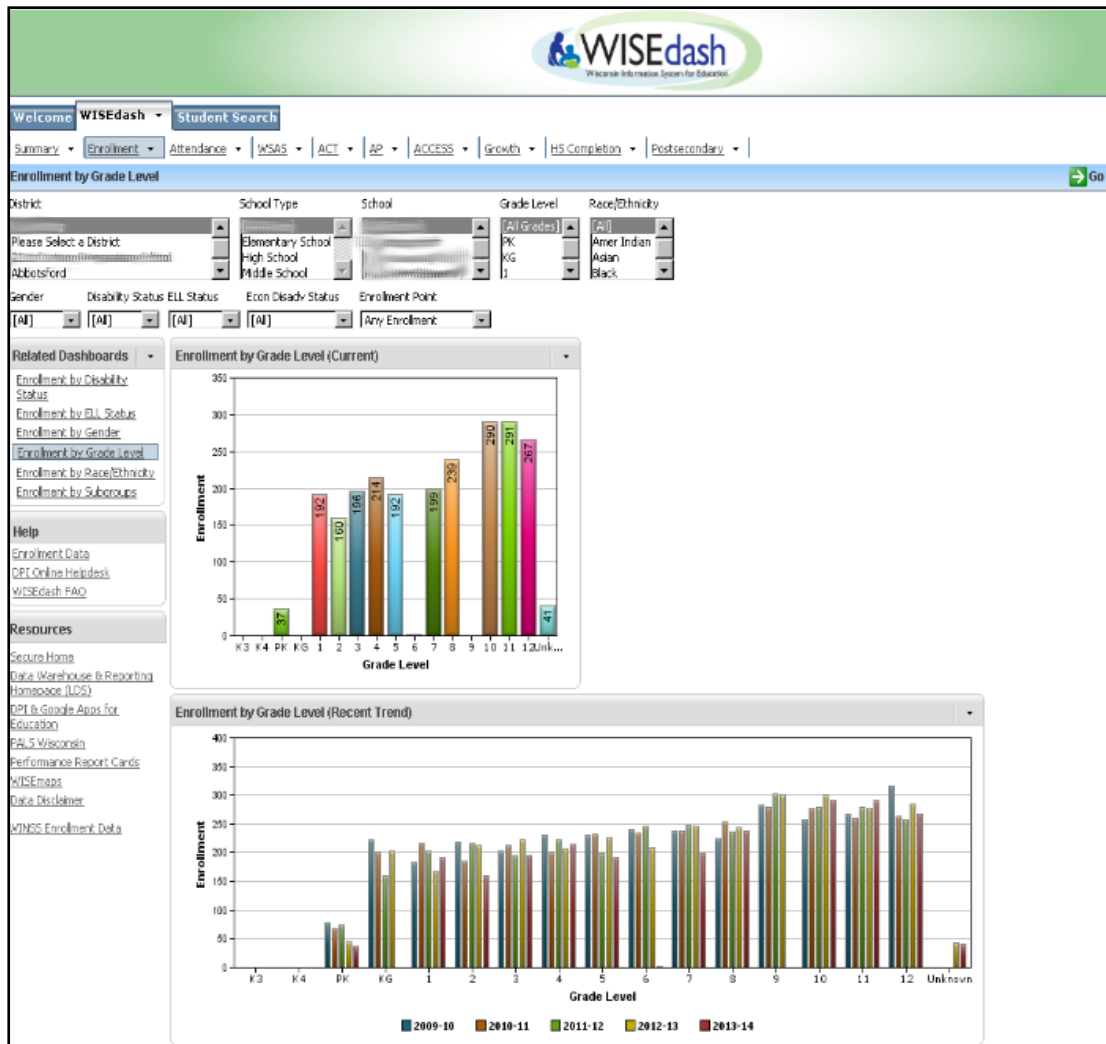 WISEdash
Wisconsin Information System for Education
Welcome WISEdash Student Search
Summary Enrollment Attendance WSAS ACT AP ACCESS Growth HS Completion Postsecondary
Enrollment by Grade Level Go
District School Type School Grade Level Race/Ethnicity
[All Grades] [All]
Please Select a District Elementary School PK Amer Indian
High School KG Asian
Abbotsford Middle School 1 Black
Gender Disability Status ELL Status Econ Disadv Status Enrollment Point
[All] [All] [All] [All] Any Enrollment
Related Dashboards
Enrollment by Disability
Status
Enrollment by ELL Status
Enrollment by Gender
Enrollment by Grade Level
Enrollment by Race/Ethnicity
Enrollment by Subgroups
Help
Enrollment Data
DPI Online Helpdesk
WISEdash FAQ
Resources
Secure Home
Data Warehouse & Reporting
Homepage (LDS)
DPI & Google Apps for
Education
PALS Wisconsin
Performance Report Cards
WISEmaps
Data Disclaimer
WINSS Enrollment Data
Enrollment by Grade Level (Current)
350
300
250
200
150
100
50
0
Enrollment
37 192 160 196 214 192 199 239 290 291 267 41
K3 K4 PK KG 1 2 3 4 5 6 7 8 9 10 11 12 Unk...
Grade Level
Enrollment by Grade Level (Recent Trend)
400
350
300
250
200
150
100
50
0
Enrollment
K3 K4 PK KG 1 2 3 4 5 6 7 8 9 10 11 12 Unknown
Grade Level
2009-10 2010-11 2011-12 2012-13 2013-14